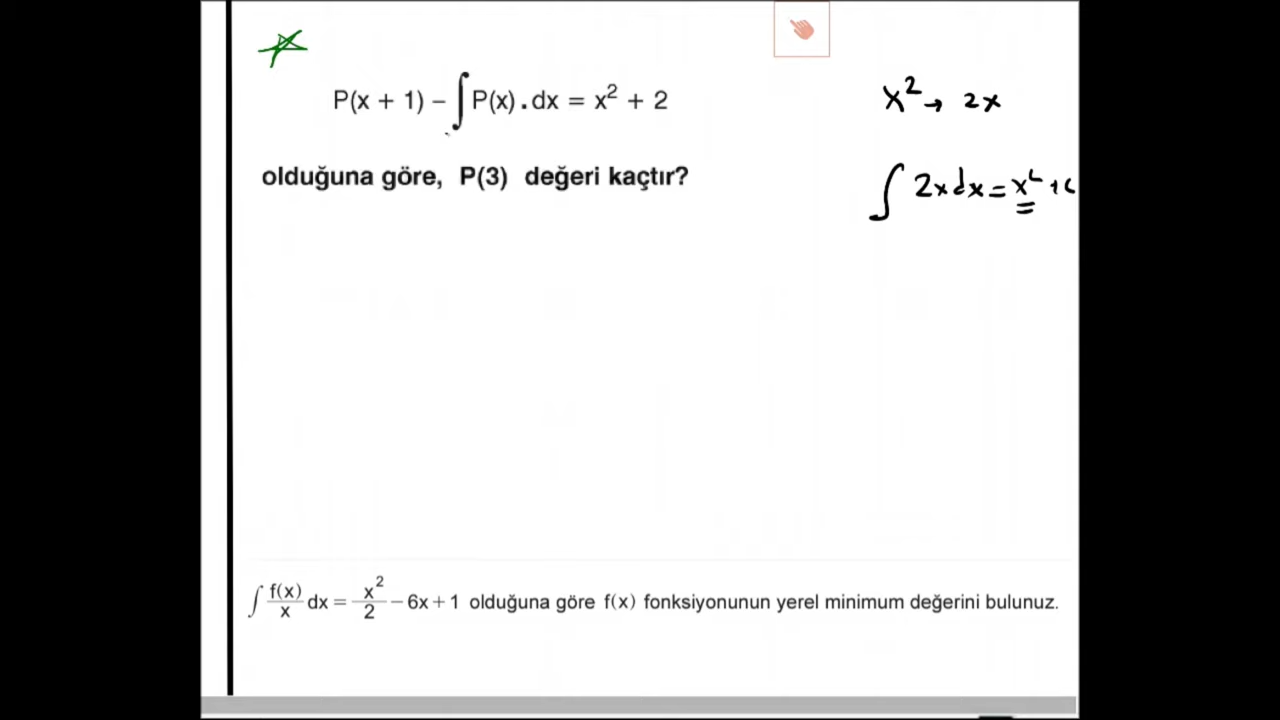 P(x + 1) – ∫P(x).dx = x² + 2
olduğuna göre, P(3) değeri kaçtır?
x² → 2x
∫ 2x dx = x² + c
∫ f(x)/x dx = x²/2 – 6x + 1 olduğuna göre f(x) fonksiyonunun yerel minimum değerini bulunuz.